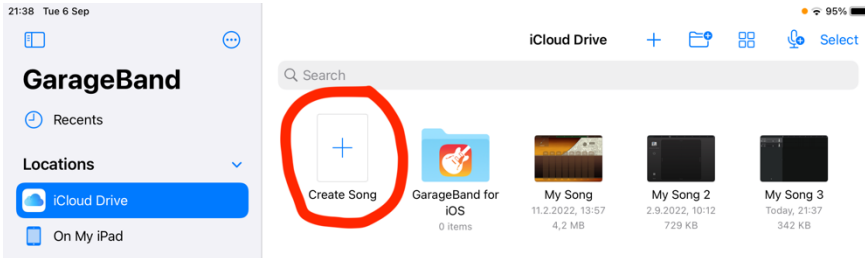 21:38 Tue 6 Sep
95%
iCloud Drive
Select
GarageBand
Search
Recents
Locations
iCloud Drive
On My iPad
Create Song
GarageBand for
iOS
0 items
My Song
11.2.2022, 13:57
4,2 MB
My Song 2
2.9.2022, 10:12
729 KB
My Song 3
Today, 21:37
342 KB